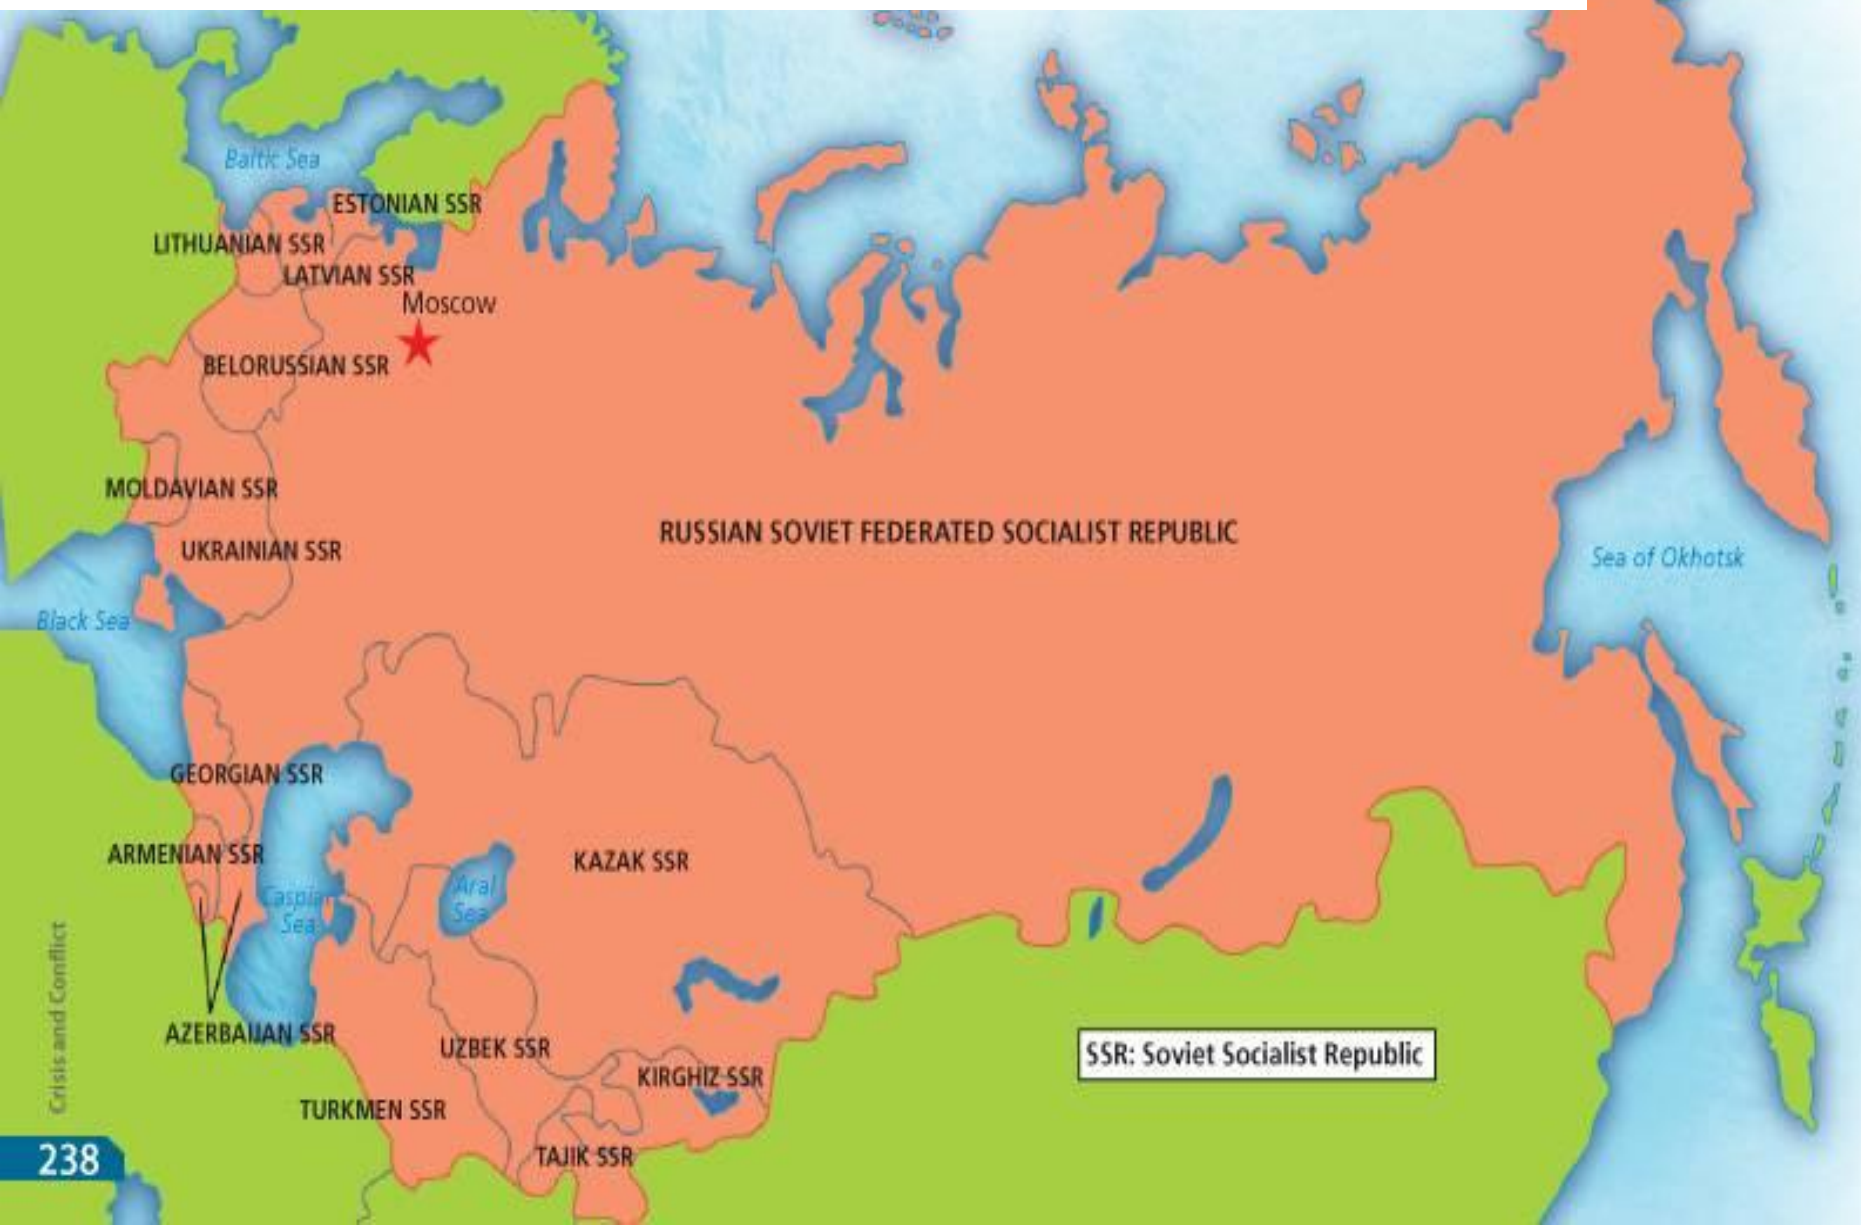 Baltic Sea
ESTONIAN SSR
LITHUANIAN SSR
LATVIAN SSR
Moscow
BELORUSSIAN SSR
MOLDAVIAN SSR
RUSSIAN SOVIET FEDERATED SOCIALIST REPUBLIC
UKRAINIAN SSR
Sea of Okhotsk
Black Sea
GEORGIAN SSR
ARMENIAN SSR
KAZAK SSR
Aral
Sea
Caspian
Sea
AZERBAIJAN SSR
UZBEK SSR
SSR: Soviet Socialist Republic
KIRGHIZ SSR
TURKMEN SSR
TAJIK SSR
Crisis and Conflict
238